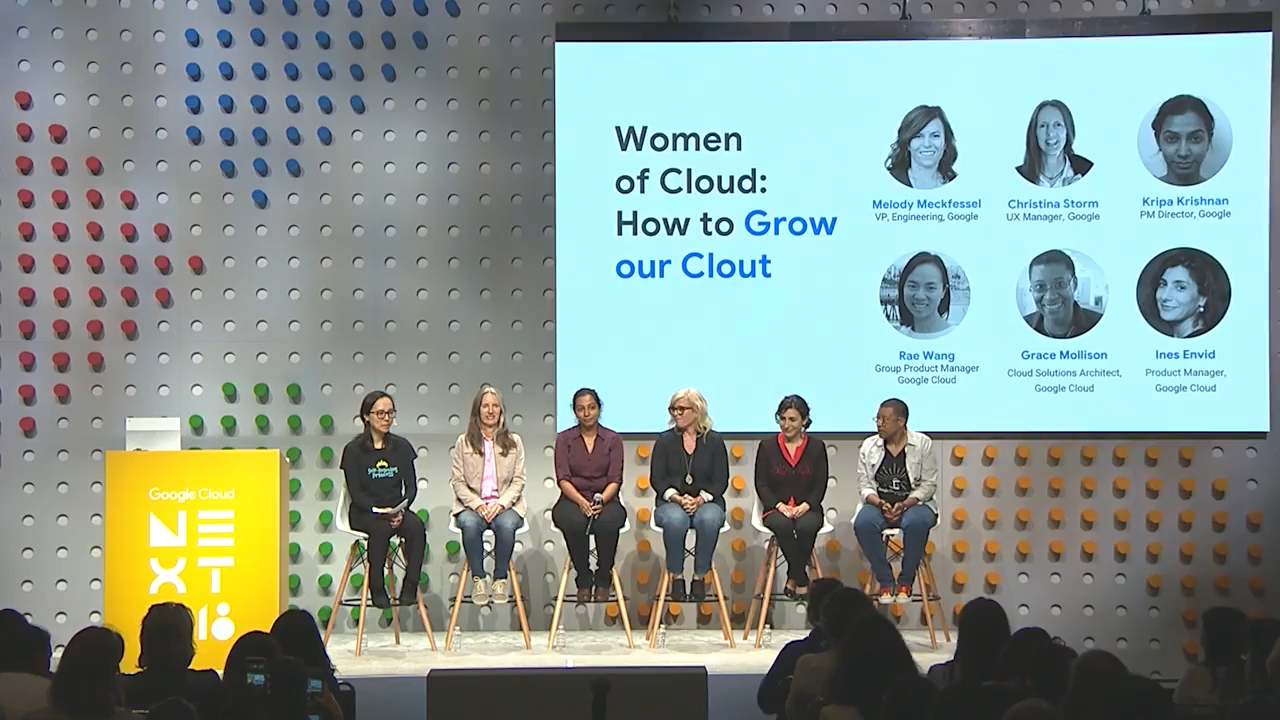 Women
of Cloud:
How to Grow
our Clout
Melody Meckfessel
VP, Engineering, Google
Christina Storm
UX Manager, Google
Kripa Krishnan
PM Director, Google
Rae Wang
Group Product Manager
Google Cloud
Grace Mollison
Cloud Solutions Architect,
Google Cloud
Ines Envid
Product Manager,
Google Cloud
Google Cloud
NE
XT
18